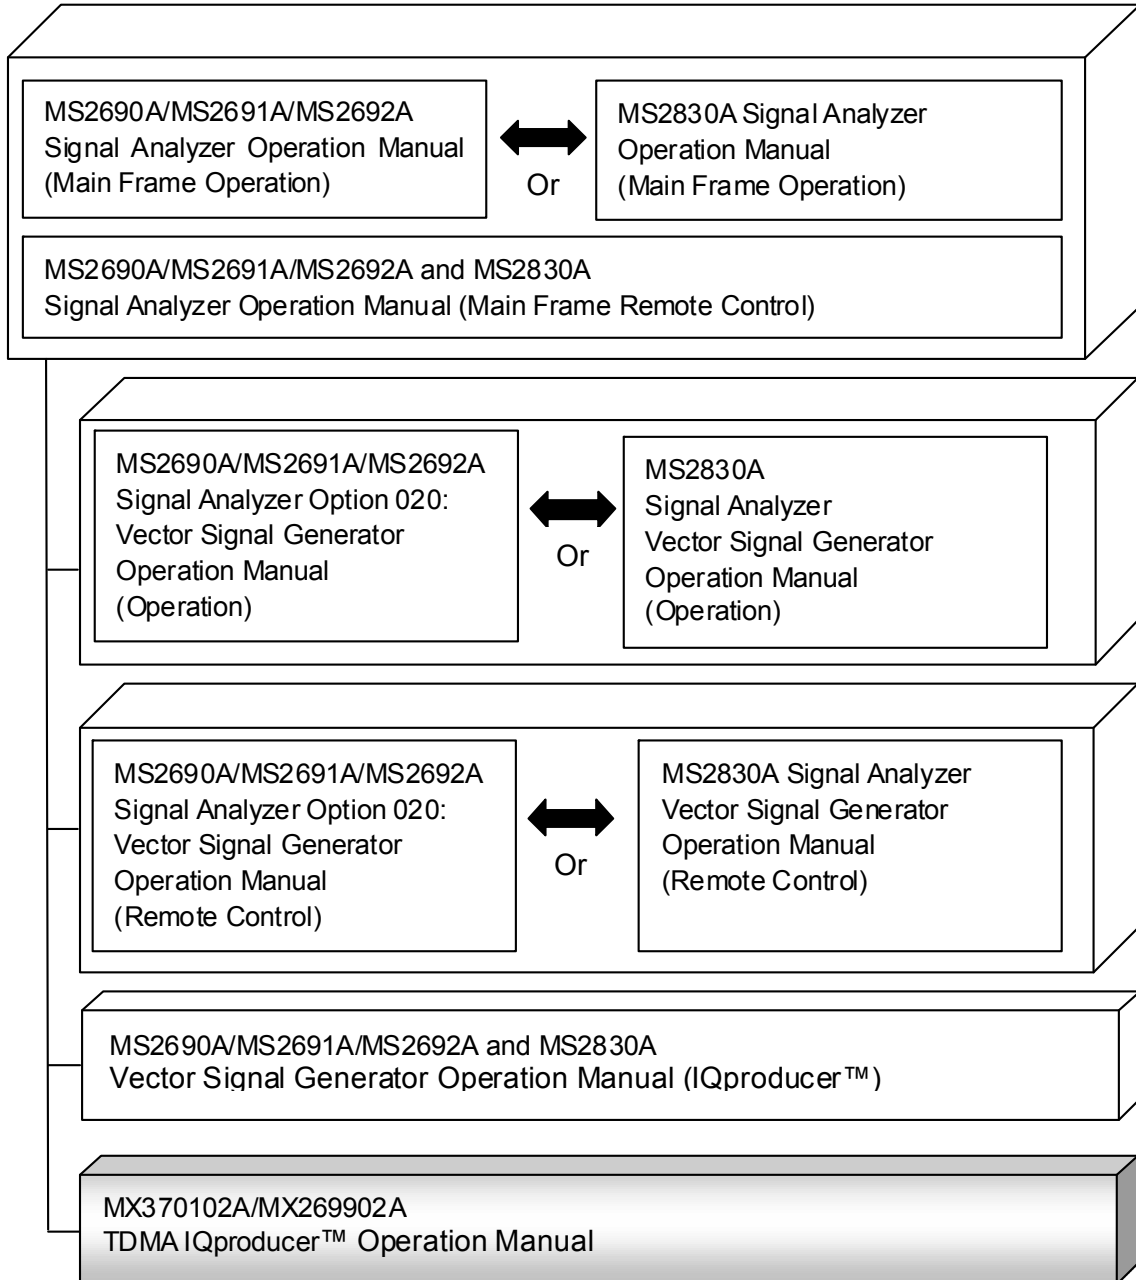 MS2690A/MS2691A/MS2692A
Signal Analyzer Operation Manual
(Main Frame Operation)
Or
MS2830A Signal Analyzer
Operation Manual
(Main Frame Operation)
MS2690A/MS2691A/MS2692A and MS2830A
Signal Analyzer Operation Manual (Main Frame Remote Control)
MS2690A/MS2691A/MS2692A
Signal Analyzer Option 020:
Vector Signal Generator
Operation Manual
(Operation)
Or
MS2830A
Signal Analyzer
Vector Signal Generator
Operation Manual
(Operation)
MS2690A/MS2691A/MS2692A
Signal Analyzer Option 020:
Vector Signal Generator
Operation Manual
(Remote Control)
Or
MS2830A Signal Analyzer
Vector Signal Generator
Operation Manual
(Remote Control)
MS2690A/MS2691A/MS2692A and MS2830A
Vector Signal Generator Operation Manual (IQproducer™)
MX370102A/MX269902A
TDMA IQproducer™ Operation Manual